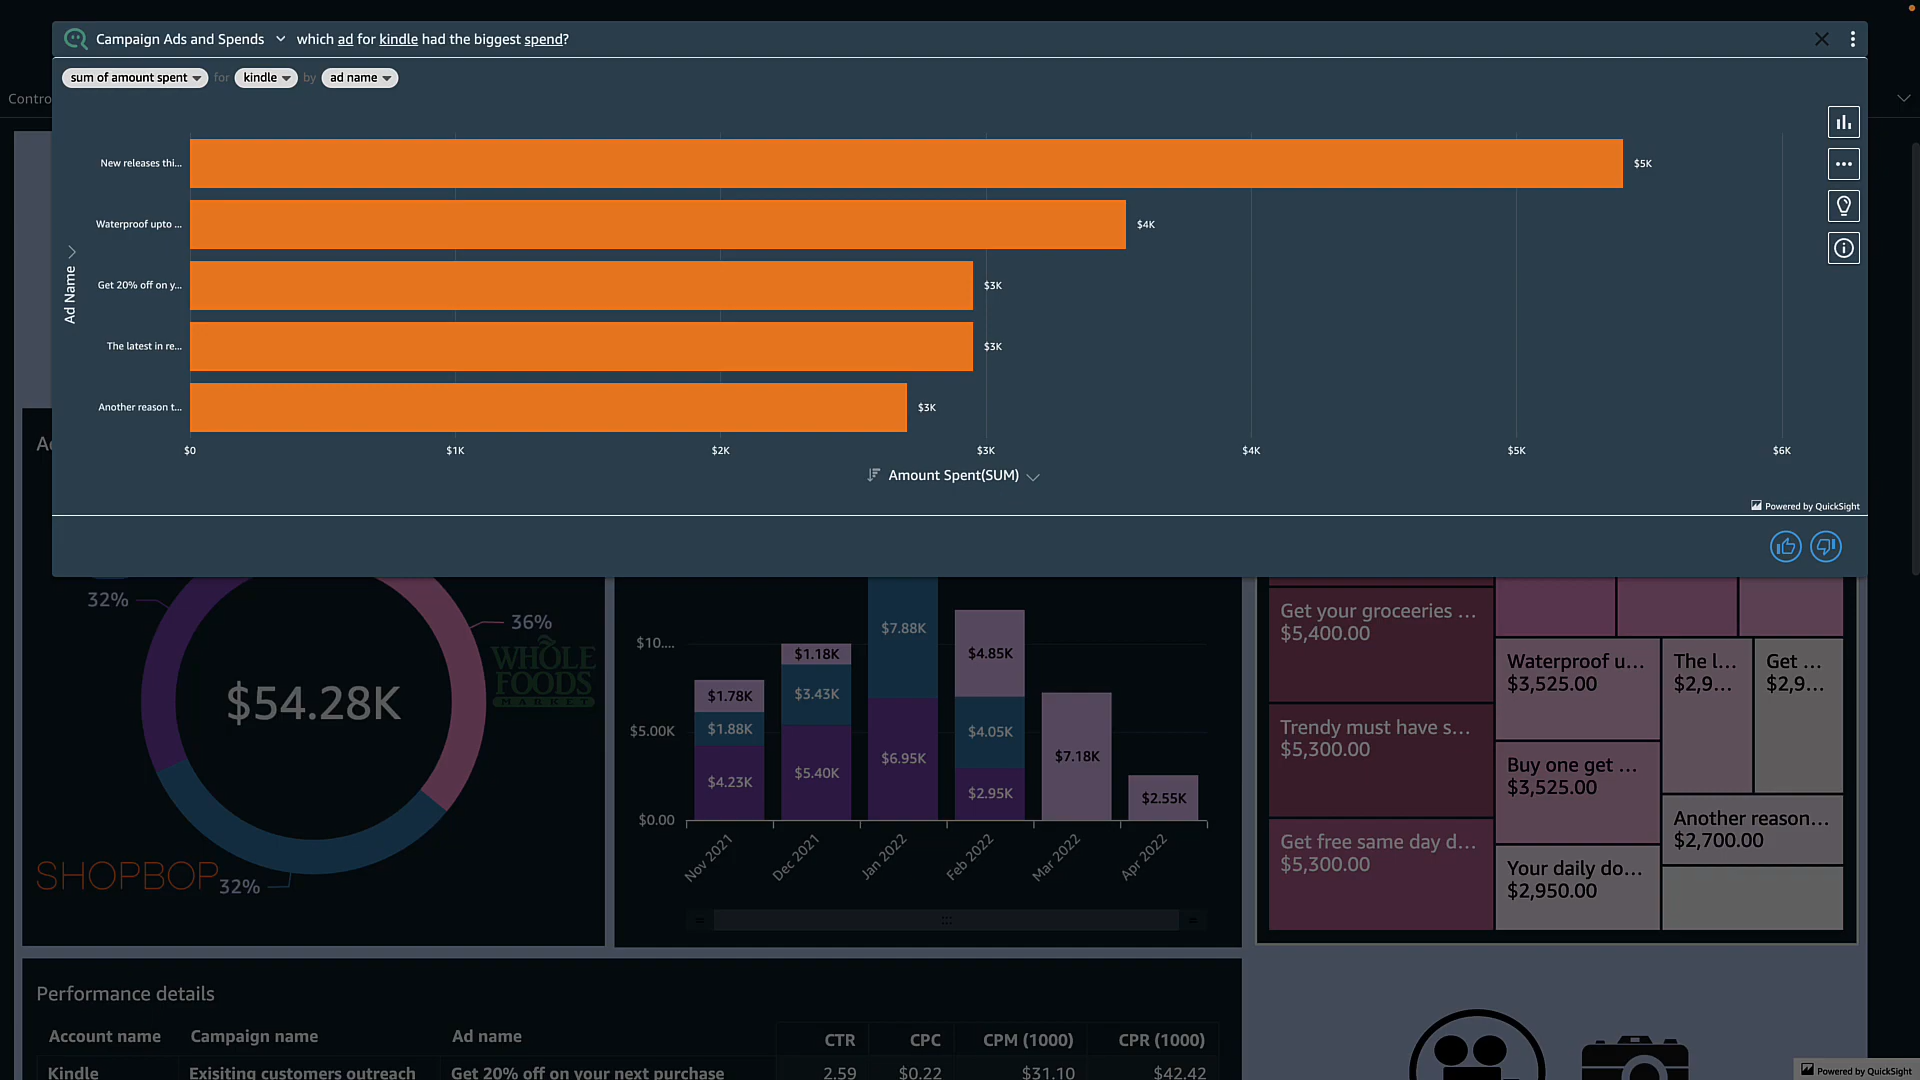 Campaign Ads and Spends which ad for kindle had the biggest spend?
sum of amount spent for kindle by ad name
Contro
New releases thi...
$5K
Waterproof upto ...
$4K
Get 20% off on y...
$3K
The latest in re...
$3K
Another reason t...
$3K
Ad Name
$0 $1K $2K $3K $4K $5K $6K
Amount Spent(SUM)
Powered by QuickSight
32%
36%
WHOLE
FOODS
MARKET
$54.28K
SHOPBOP
32%
$10....
$5.00K
$0.00
$1.78K
$1.88K
$4.23K
$1.18K
$3.43K
$5.40K
$7.88K
$6.95K
$4.85K
$4.05K
$2.95K
$7.18K
$2.55K
Nov 2021
Dec 2021
Jan 2022
Feb 2022
Mar 2022
Apr 2022
Get your groceeries ...
$5,400.00
Trendy must have s...
$5,300.00
Get free same day d...
$5,300.00
Waterproof u...
$3,525.00
Buy one get ...
$3,525.00
Your daily do...
$2,950.00
The l...
$2,9...
Get ...
$2,9...
Another reason...
$2,700.00
Performance details
Account name Campaign name Ad name CTR CPC CPM (1000) CPR (1000)
Kindle Exisiting customers outreach Get 20% off on your next purchase 2.59 $0.22 $31.10 $42.42
Powered by QuickSight